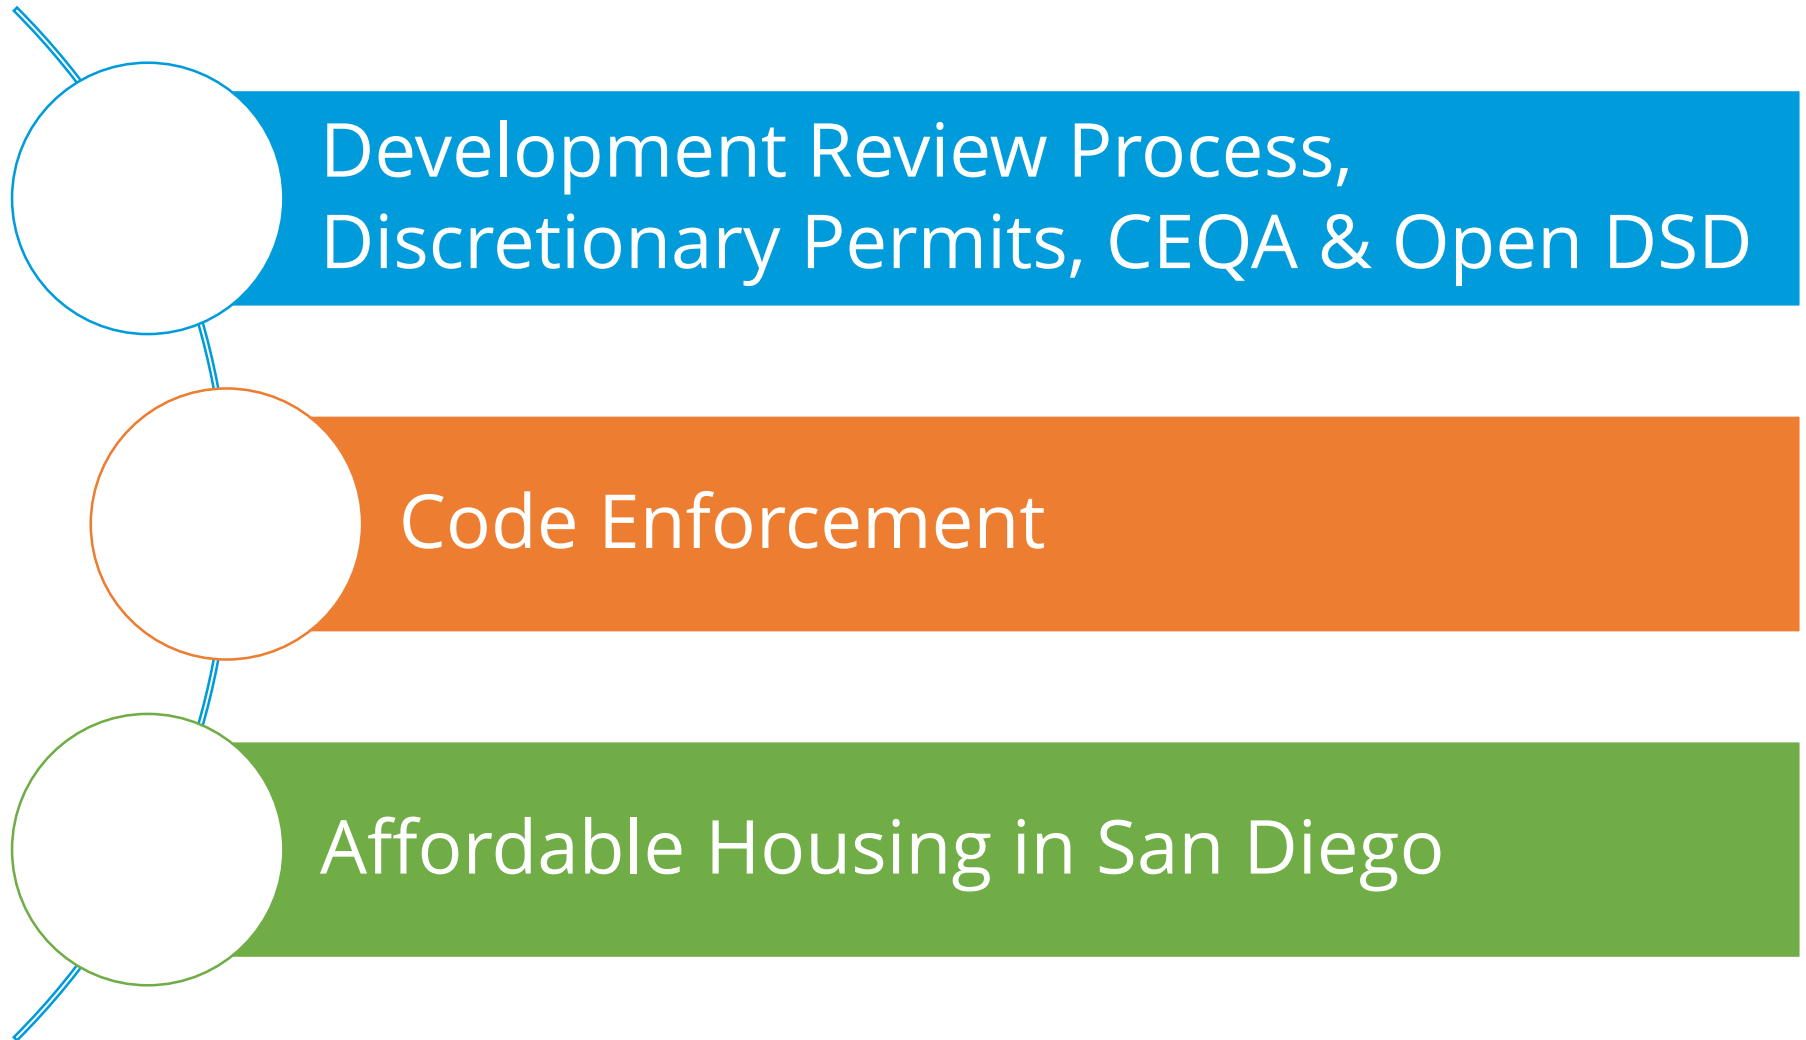 Development Review Process,
Discretionary Permits, CEQA & Open DSD
Code Enforcement
Affordable Housing in San Diego